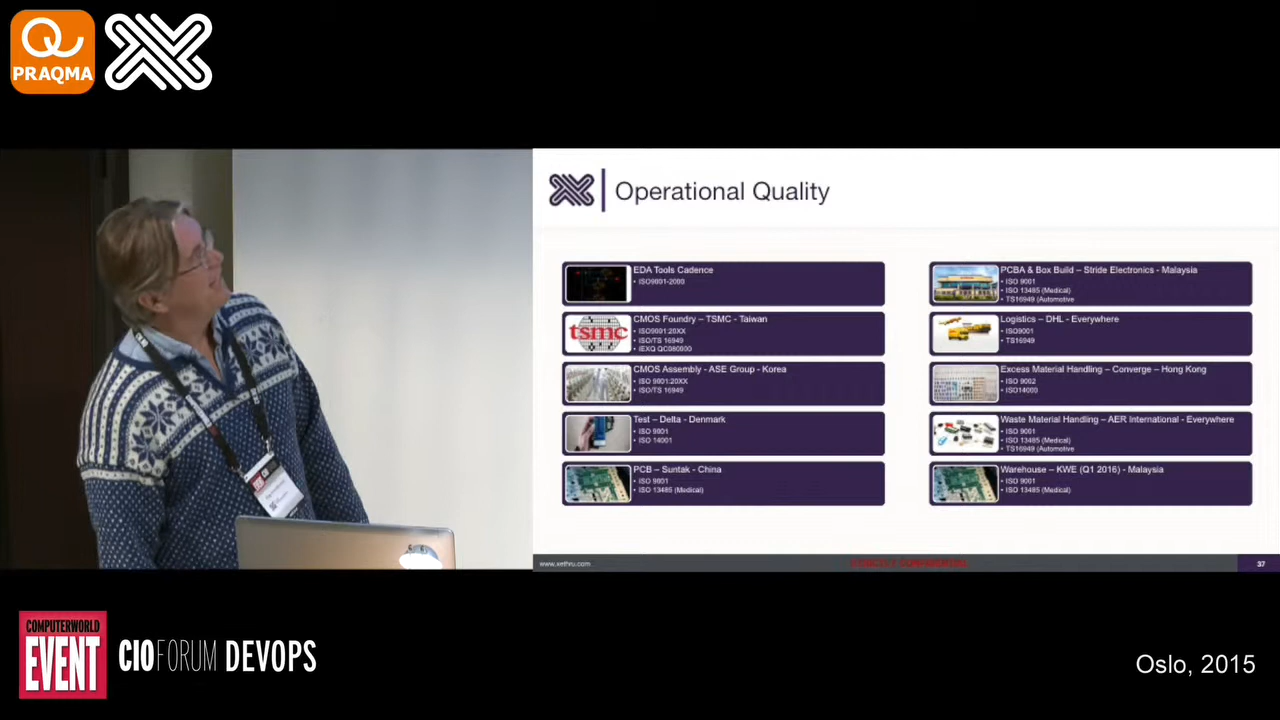 PRAQMA
Operational Quality
EDA Tools Cadence
• ISO9001-2000
CMOS Foundry – TSMC - Taiwan
• ISO9001:20XX
• ISO/TS 16949
• IEXQ QC080000
tsmc
CMOS Assembly - ASE Group - Korea
• ISO 9001:20XX
• ISO/TS 16949
Test – Delta - Denmark
• ISO 9001
• ISO 14001
PCB – Suntak - China
• ISO 9001
• ISO 13485 (Medical)
PCBA & Box Build – Stride Electronics - Malaysia
• ISO 9001
• ISO 13485 (Medical)
• TS16949 (Automotive
Logistics – DHL - Everywhere
• ISO9001
• TS16949
Excess Material Handling – Converge – Hong Kong
• ISO 9002
• ISO14000
Waste Material Handling – AER International - Everywhere
• ISO 9001
• ISO 13485 (Medical)
• TS16949 (Automotive
Warehouse – KWE (Q1 2016) - Malaysia
• ISO 9001
• ISO 13485 (Medical)
www.xethru.com
37
COMPUTERWORLD
EVENT
CIOFORUM DEVOPS
Oslo, 2015